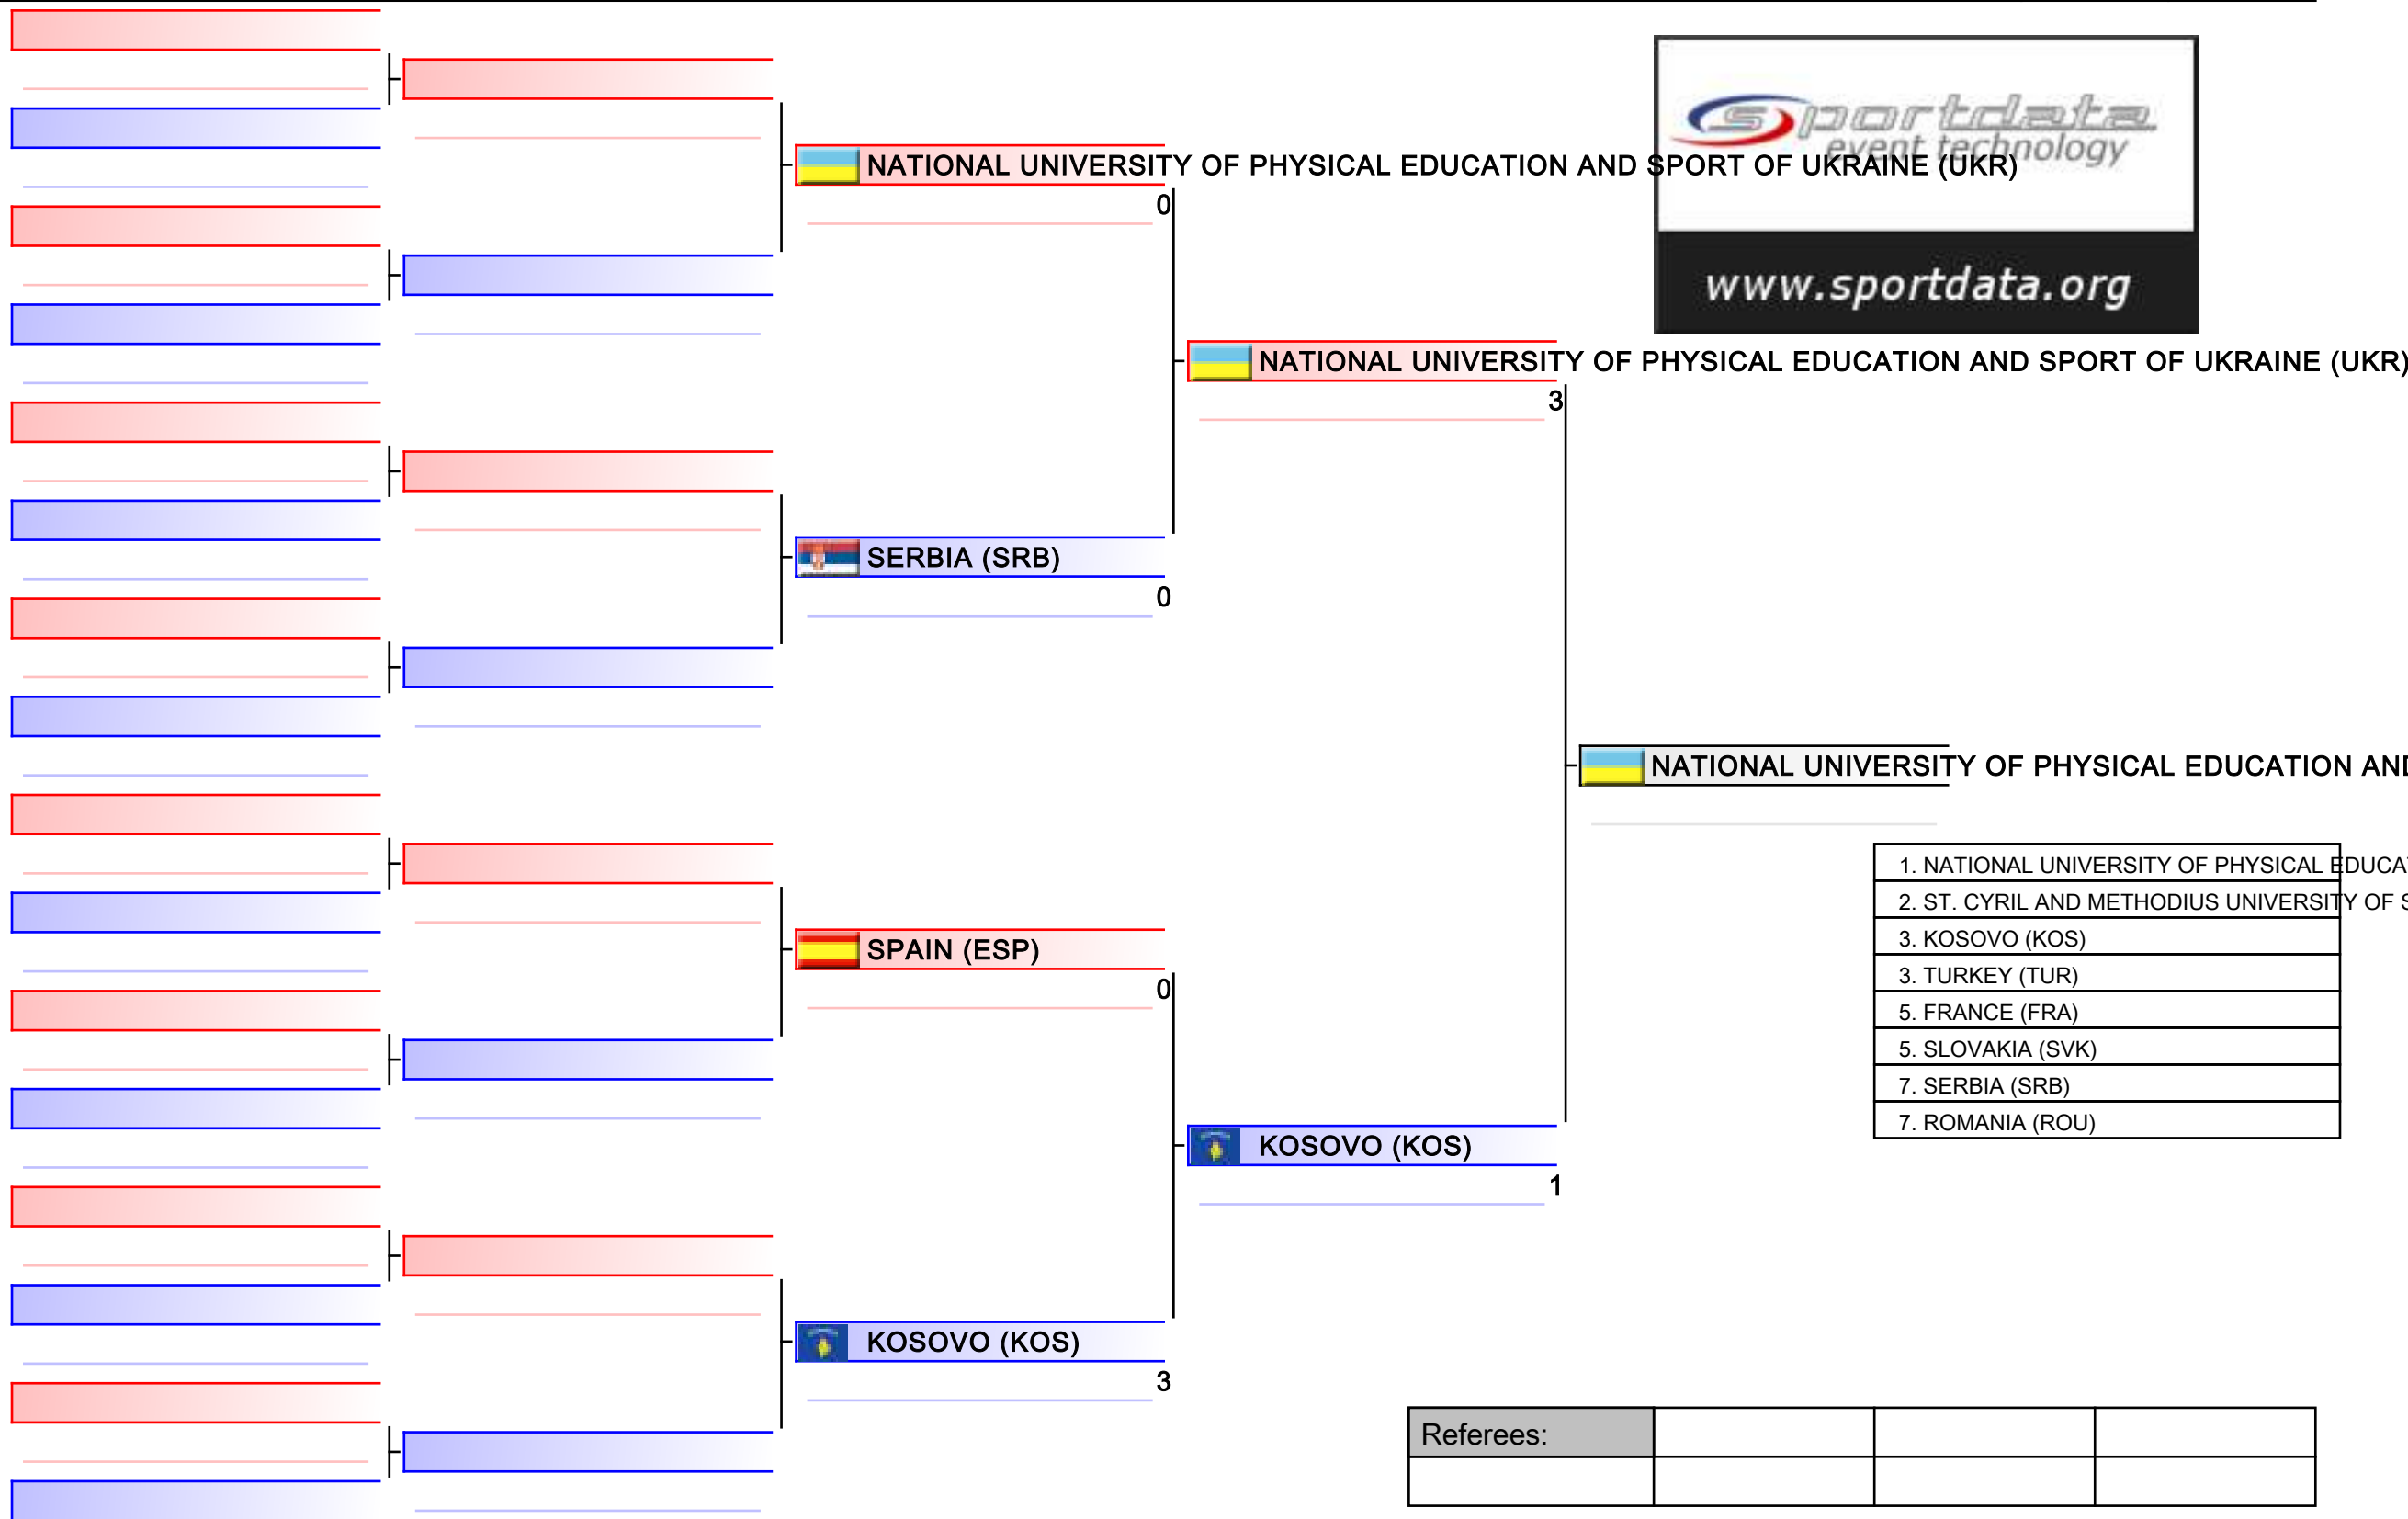 sportdata
event technology
www.sportdata.org
NATIONAL UNIVERSITY OF PHYSICAL EDUCATION AND SPORT OF UKRAINE (UKR)
0
NATIONAL UNIVERSITY OF PHYSICAL EDUCATION AND SPORT OF UKRAINE (UKR)
3
SERBIA (SRB)
0
NATIONAL UNIVERSITY OF PHYSICAL EDUCATION AND
1. NATIONAL UNIVERSITY OF PHYSICAL EDUCA
2. ST. CYRIL AND METHODIUS UNIVERSITY OF S
3. KOSOVO (KOS)
3. TURKEY (TUR)
5. FRANCE (FRA)
5. SLOVAKIA (SVK)
7. SERBIA (SRB)
7. ROMANIA (ROU)
SPAIN (ESP)
0
KOSOVO (KOS)
1
KOSOVO (KOS)
3
Referees: